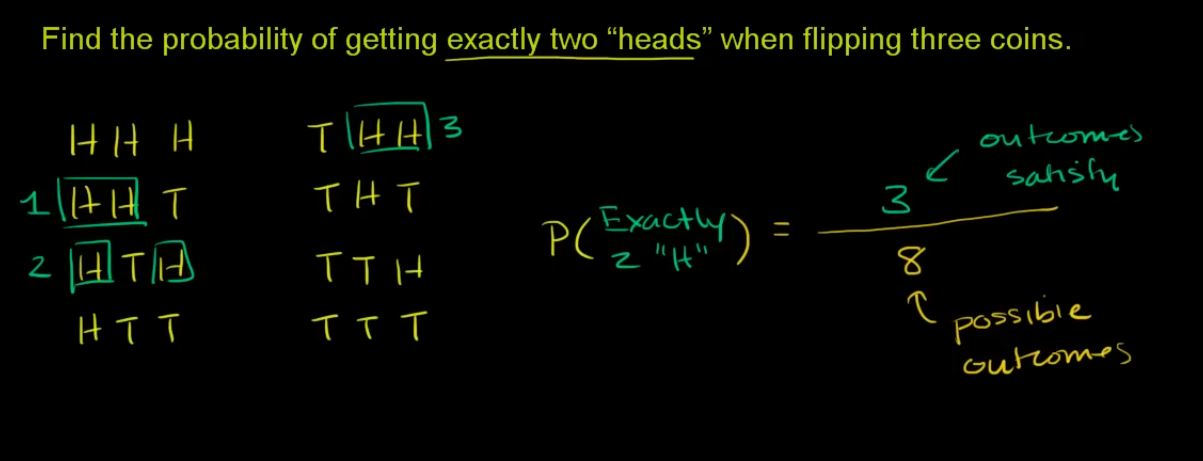 Find the probability of getting exactly two “heads” when flipping three coins.
H H H
1 H H T
2 H T H
H T T
T H H 3
T H T
T T H
T T T
P( Exactly 2 "H" ) = 3 / 8
outcomes
satisfy
possible
outcomes